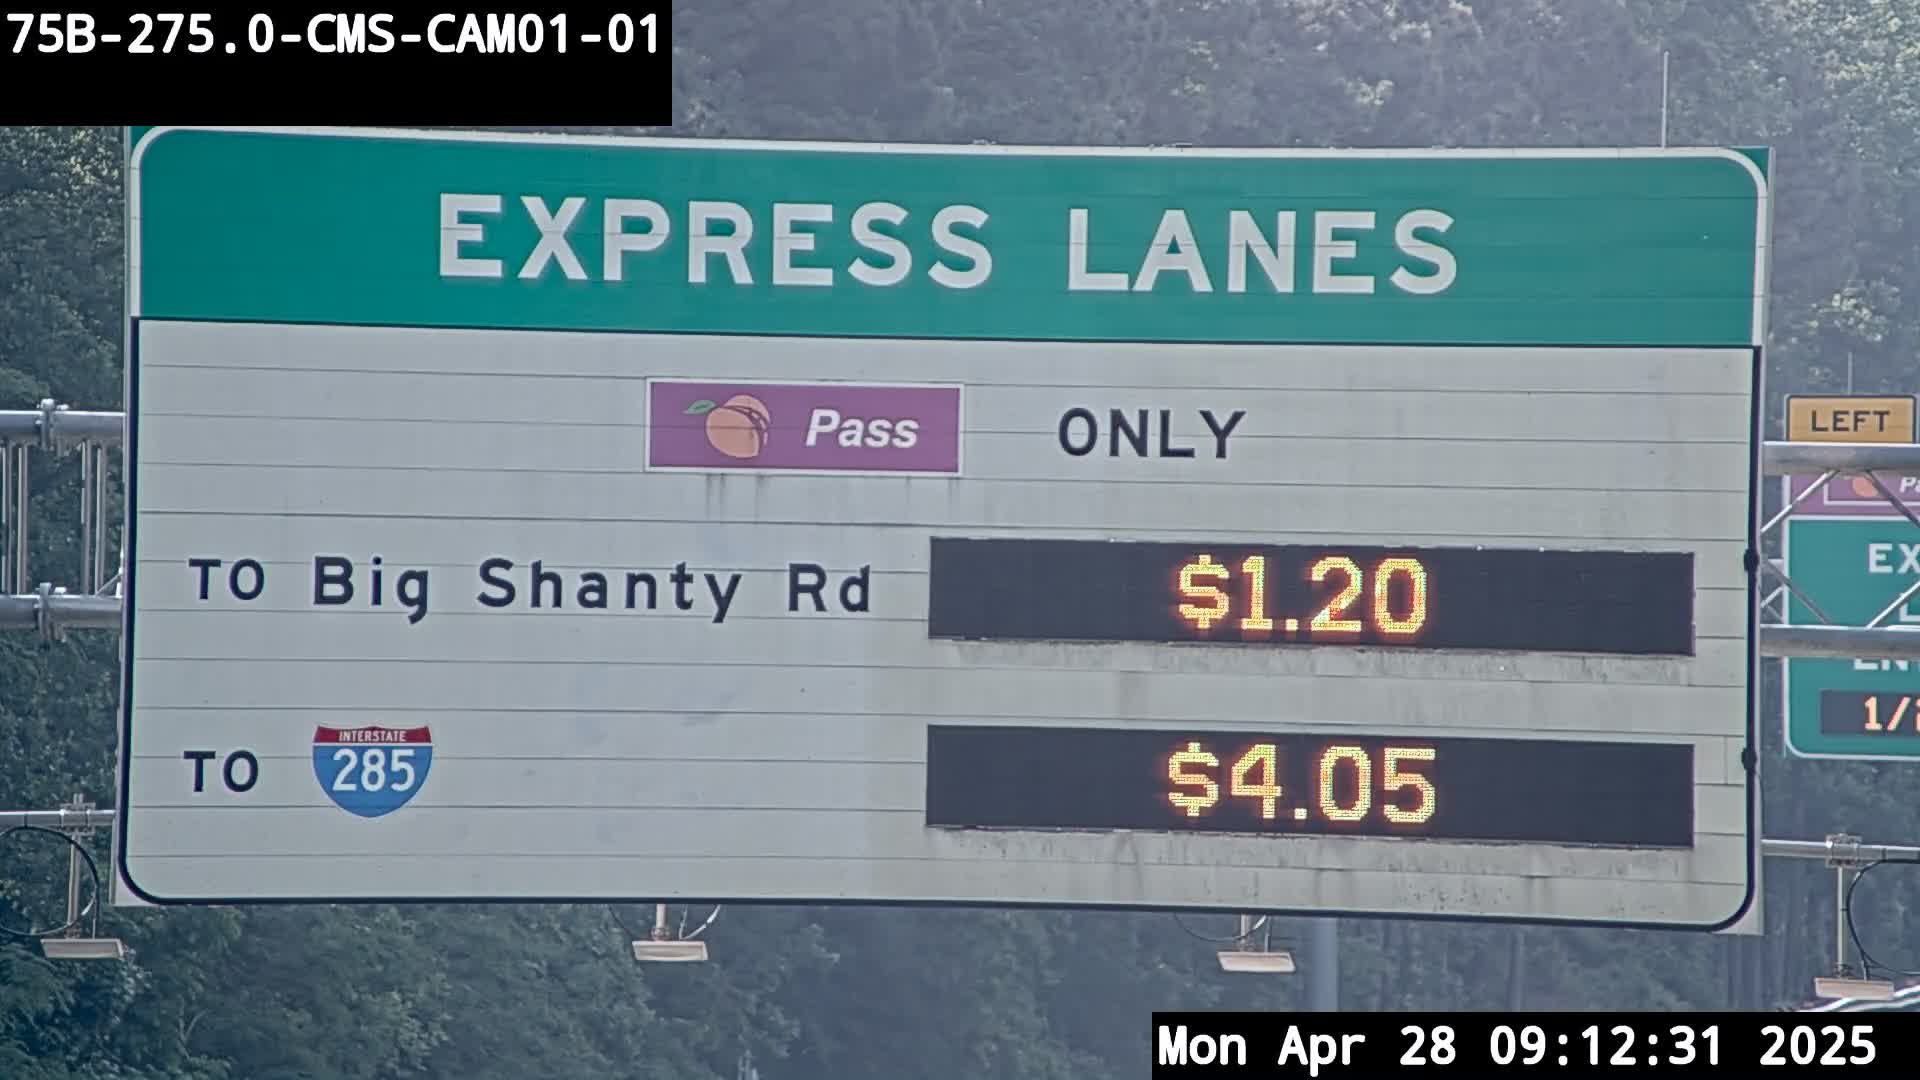 75B-275.0-CMS-CAM01-01
EXPRESS LANES
Pass ONLY
TO Big Shanty Rd $1.20
TO INTERSTATE 285 $4.05
LEFT
Mon Apr 28 09:12:31 2025